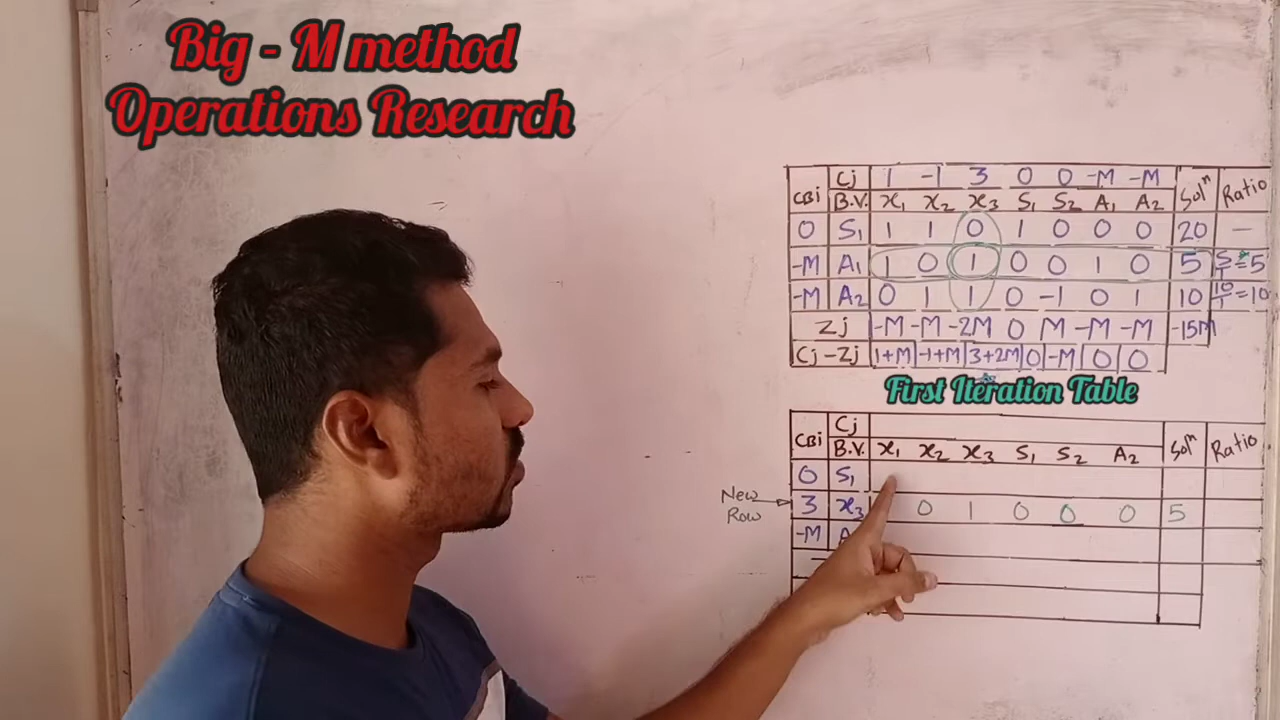 Big - M method
Operations Research
CBi Cj 1 -1 3 0 0 -M -M Solⁿ Ratio
B.V. x₁ x₂ x₃ S₁ S₂ A₁ A₂
0 S₁ 1 1 0 1 0 0 0 20 —
-M A₁ 1 0 1 0 0 1 0 5 5/1 = 5
-M A₂ 0 1 1 0 -1 0 1 10 10/1 = 10
Zj -M -M -2M 0 M -M -M -15M
Cj - Zj 1+M -1+M 3+2M 0 -M 0 0
First Iteration Table
CBi Cj Solⁿ Ratio
B.V. x₁ x₂ x₃ S₁ S₂ A₂
0 S₁
New Row 3 x₃ 0 1 0 0 0 5
-M